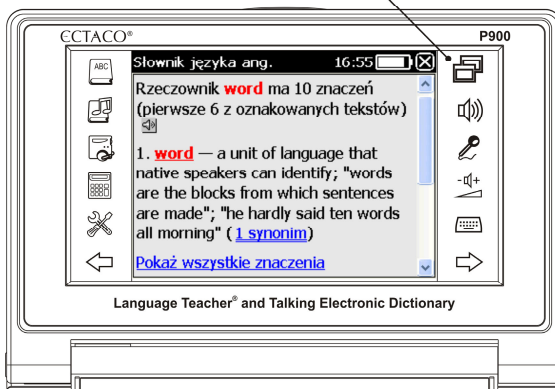 ECTACO®
P900
ABC
Słownik języka ang. 16:55
Rzeczownik word ma 10 znaczeń
(pierwsze 6 z oznakowanych tekstów)
1. word — a unit of language that
native speakers can identify; "words
are the blocks from which sentences
are made"; "he hardly said ten words
all morning" ( 1 synonim)
Pokaż wszystkie znaczenia
Language Teacher® and Talking Electronic Dictionary